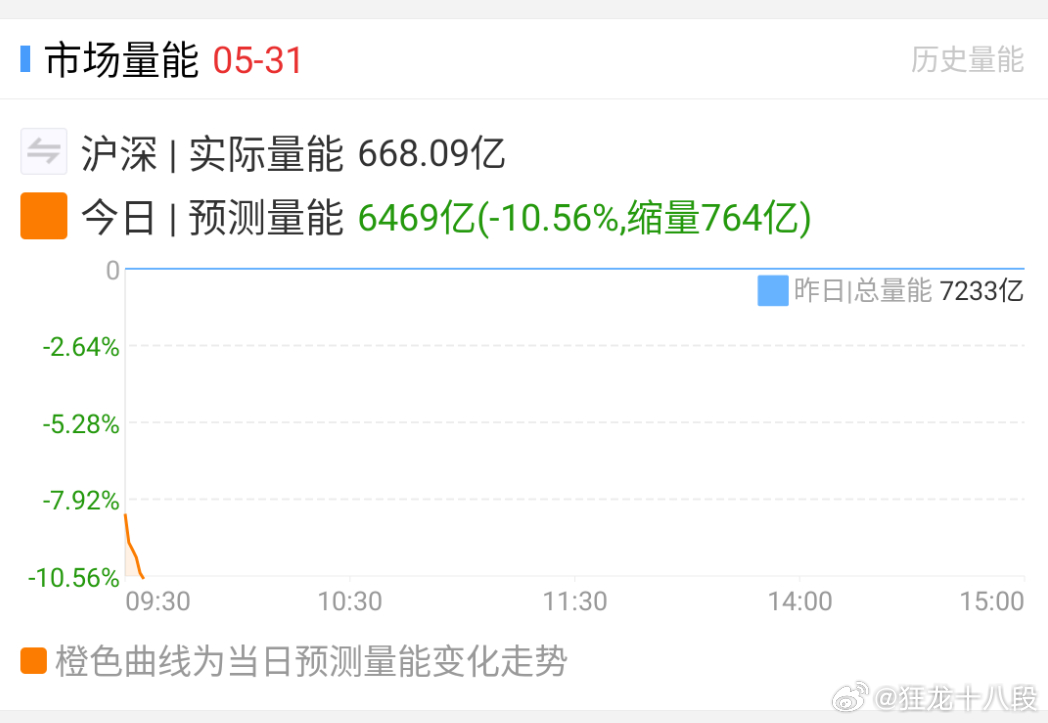 市场量能 05-31 历史量能
沪深 | 实际量能 668.09亿
今日 | 预测量能 6469亿(-10.56%,缩量764亿)
0
昨日|总量能 7233亿
-2.64%
-5.28%
-7.92%
-10.56%
09:30 10:30 11:30 14:00 15:00
橙色曲线为当日预测量能变化走势
@狂龙十八段